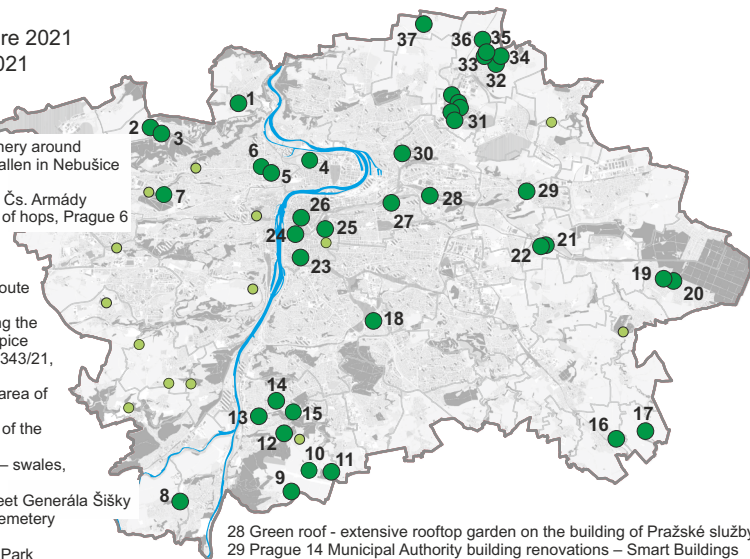 re 2021
021
nery around
allen in Nebušice
Čs. Armády
of hops, Prague 6
oute
ng the
pice
343/21,
area of
of the
– swales,
eet Generála Šišky
emetery
Park
37
36
35
33
34
32
1
2
3
31
6
5
4
30
7
28
29
27
26
24
25
22
21
23
19
20
18
14
13
15
12
16
17
10
11
9
8
28 Green roof - extensive rooftop garden on the building of Pražské služby
29 Prague 14 Municipal Authority building renovations – Smart Buildings